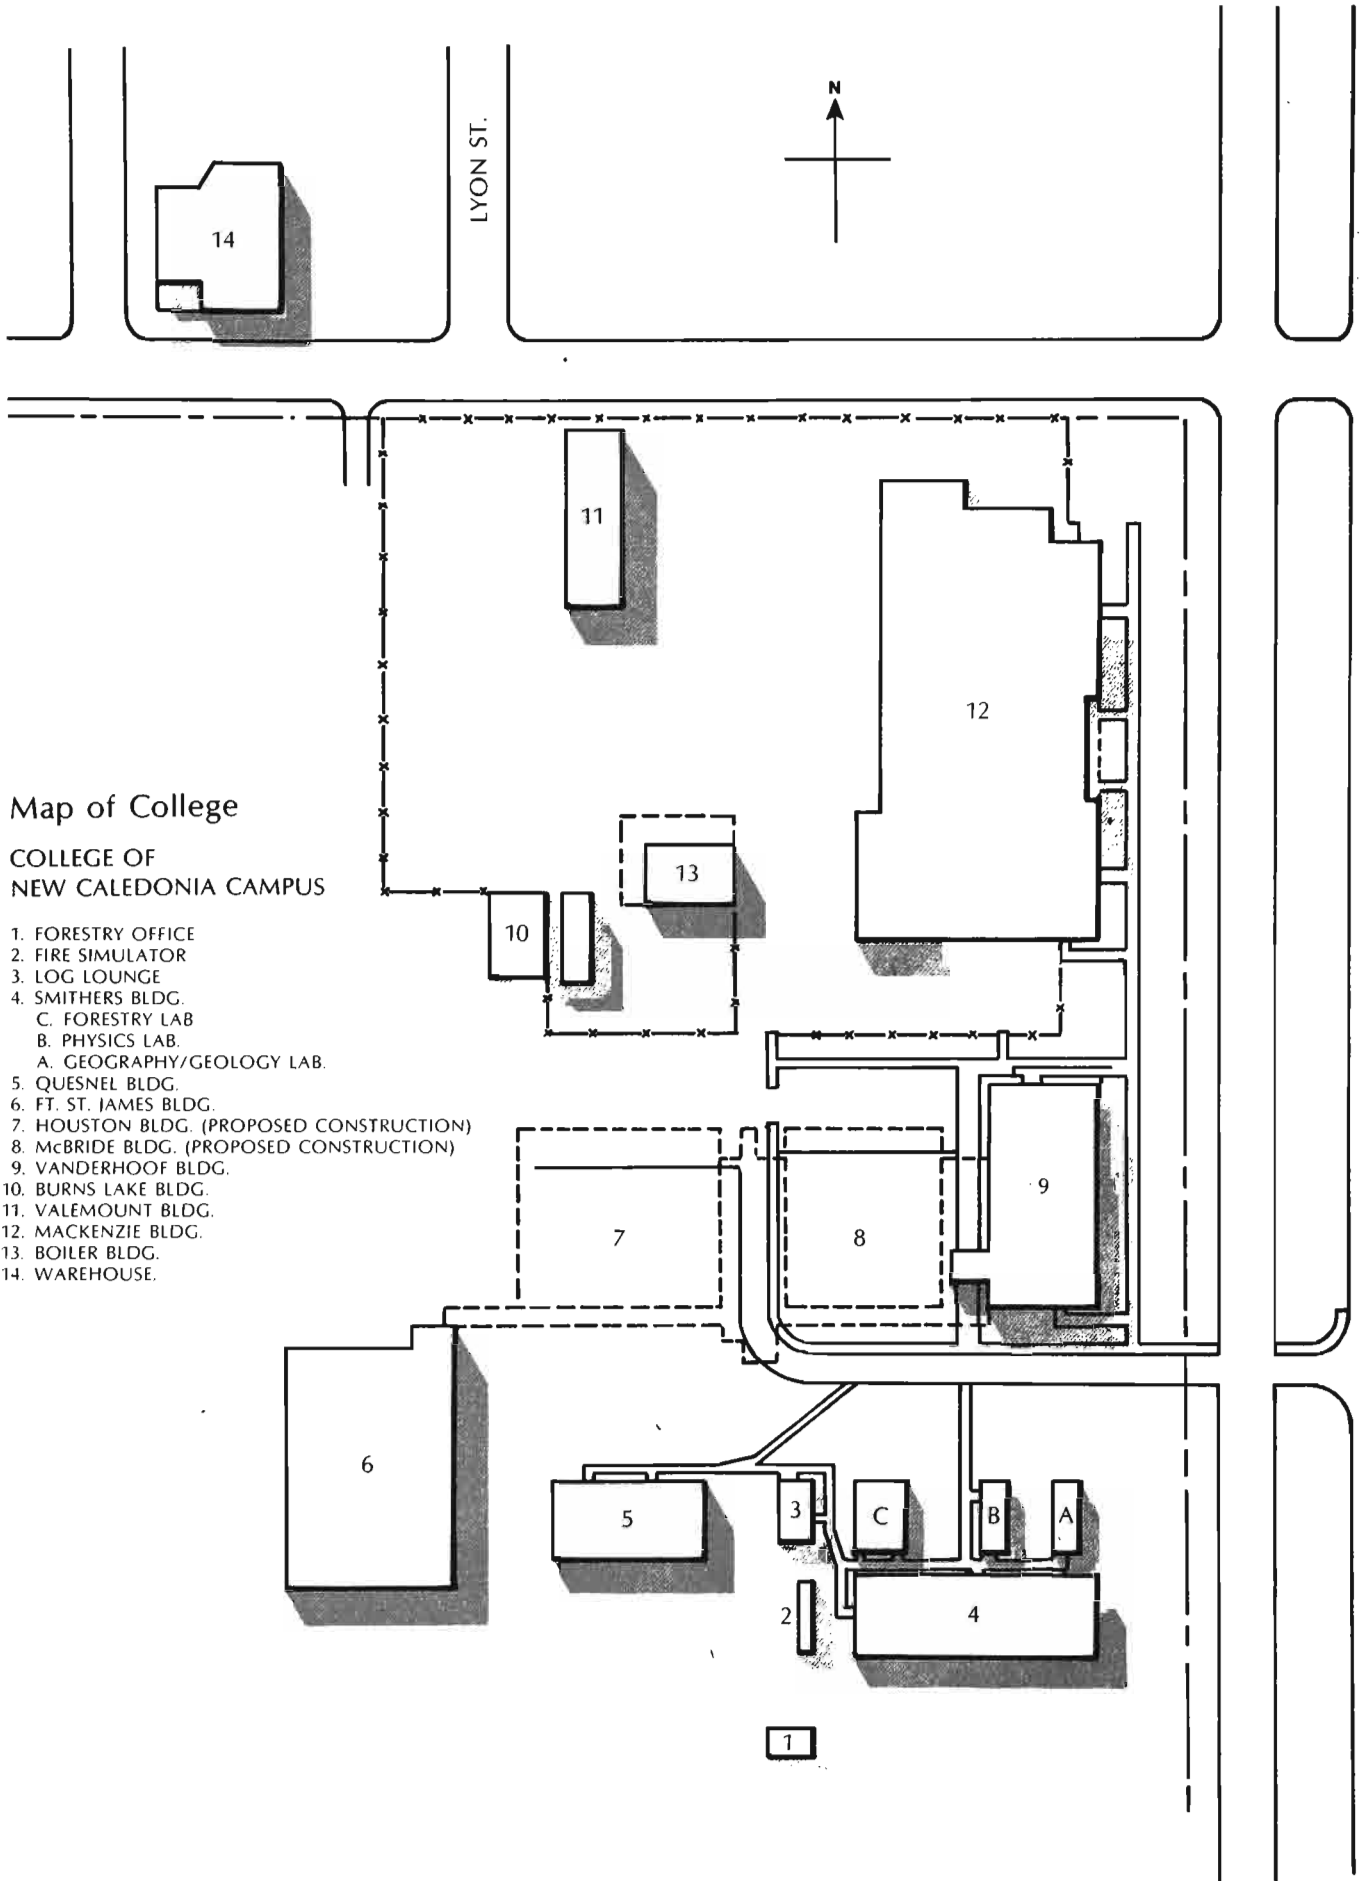 N
LYON ST.
14
11
12
Map of College
COLLEGE OF
NEW CALEDONIA CAMPUS
13
10
1. FORESTRY OFFICE
2. FIRE SIMULATOR
3. LOG LOUNGE
4. SMITHERS BLDG.
C. FORESTRY LAB
B. PHYSICS LAB.
A. GEOGRAPHY/GEOLOGY LAB.
5. QUESNEL BLDG.
6. FT. ST. JAMES BLDG.
7. HOUSTON BLDG. (PROPOSED CONSTRUCTION)
8. McBRIDE BLDG. (PROPOSED CONSTRUCTION)
9. VANDERHOOF BLDG.
10. BURNS LAKE BLDG.
11. VALEMOUNT BLDG.
12. MACKENZIE BLDG.
13. BOILER BLDG.
14. WAREHOUSE.
9
7
8
6
5
3
C
B
A
2
4
1